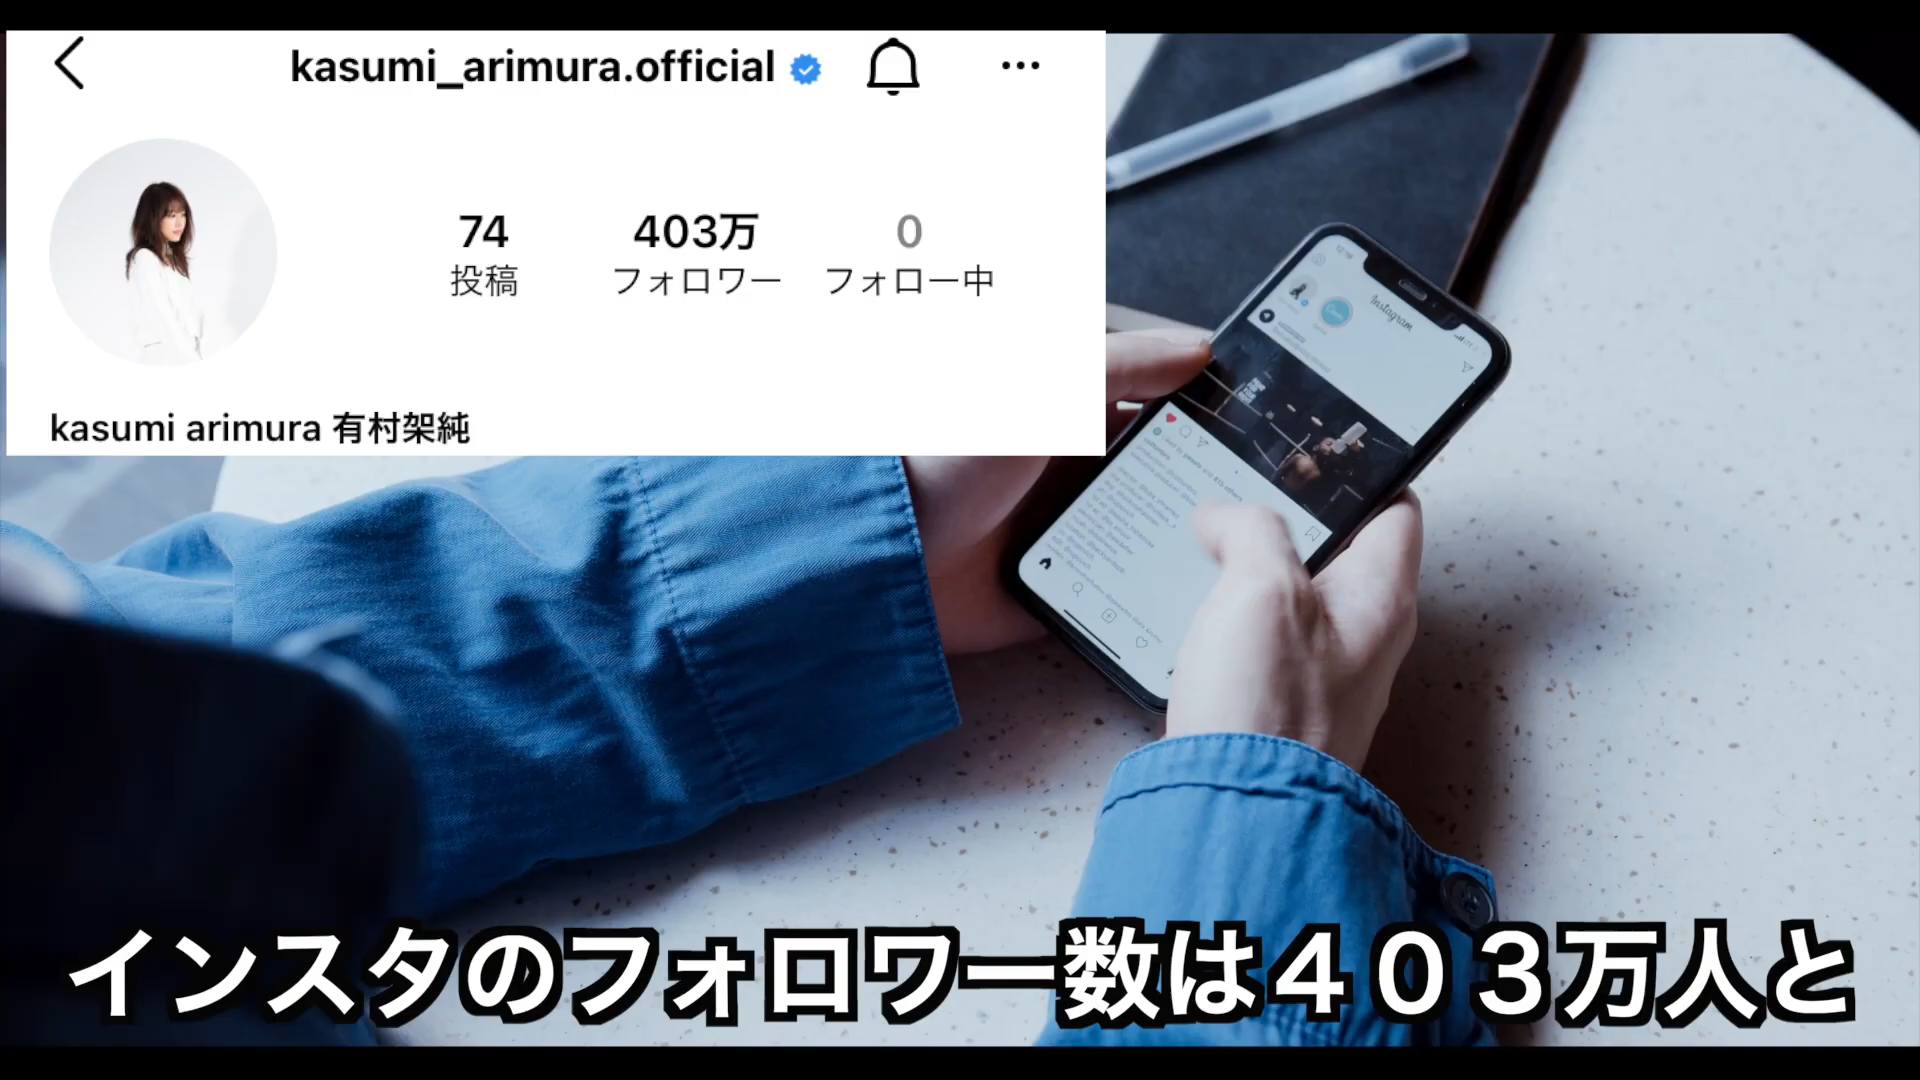 kasumi_arimura.official
74
403万
0
投稿
フォロワー
フォロー中
kasumi arimura 有村架純
Instagram
インスタのフォロワー数は４０３万人と